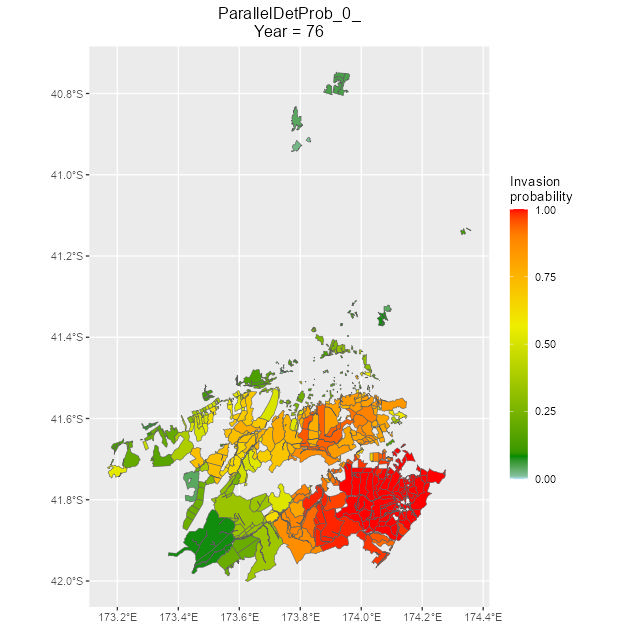 ParallelDetProb_0_
Year = 76
40.8°S
41.0°S
41.2°S
41.4°S
41.6°S
41.8°S
42.0°S
173.2°E
173.4°E
173.6°E
173.8°E
174.0°E
174.2°E
174.4°E
Invasion
probability
1.00
0.75
0.50
0.25
0.00